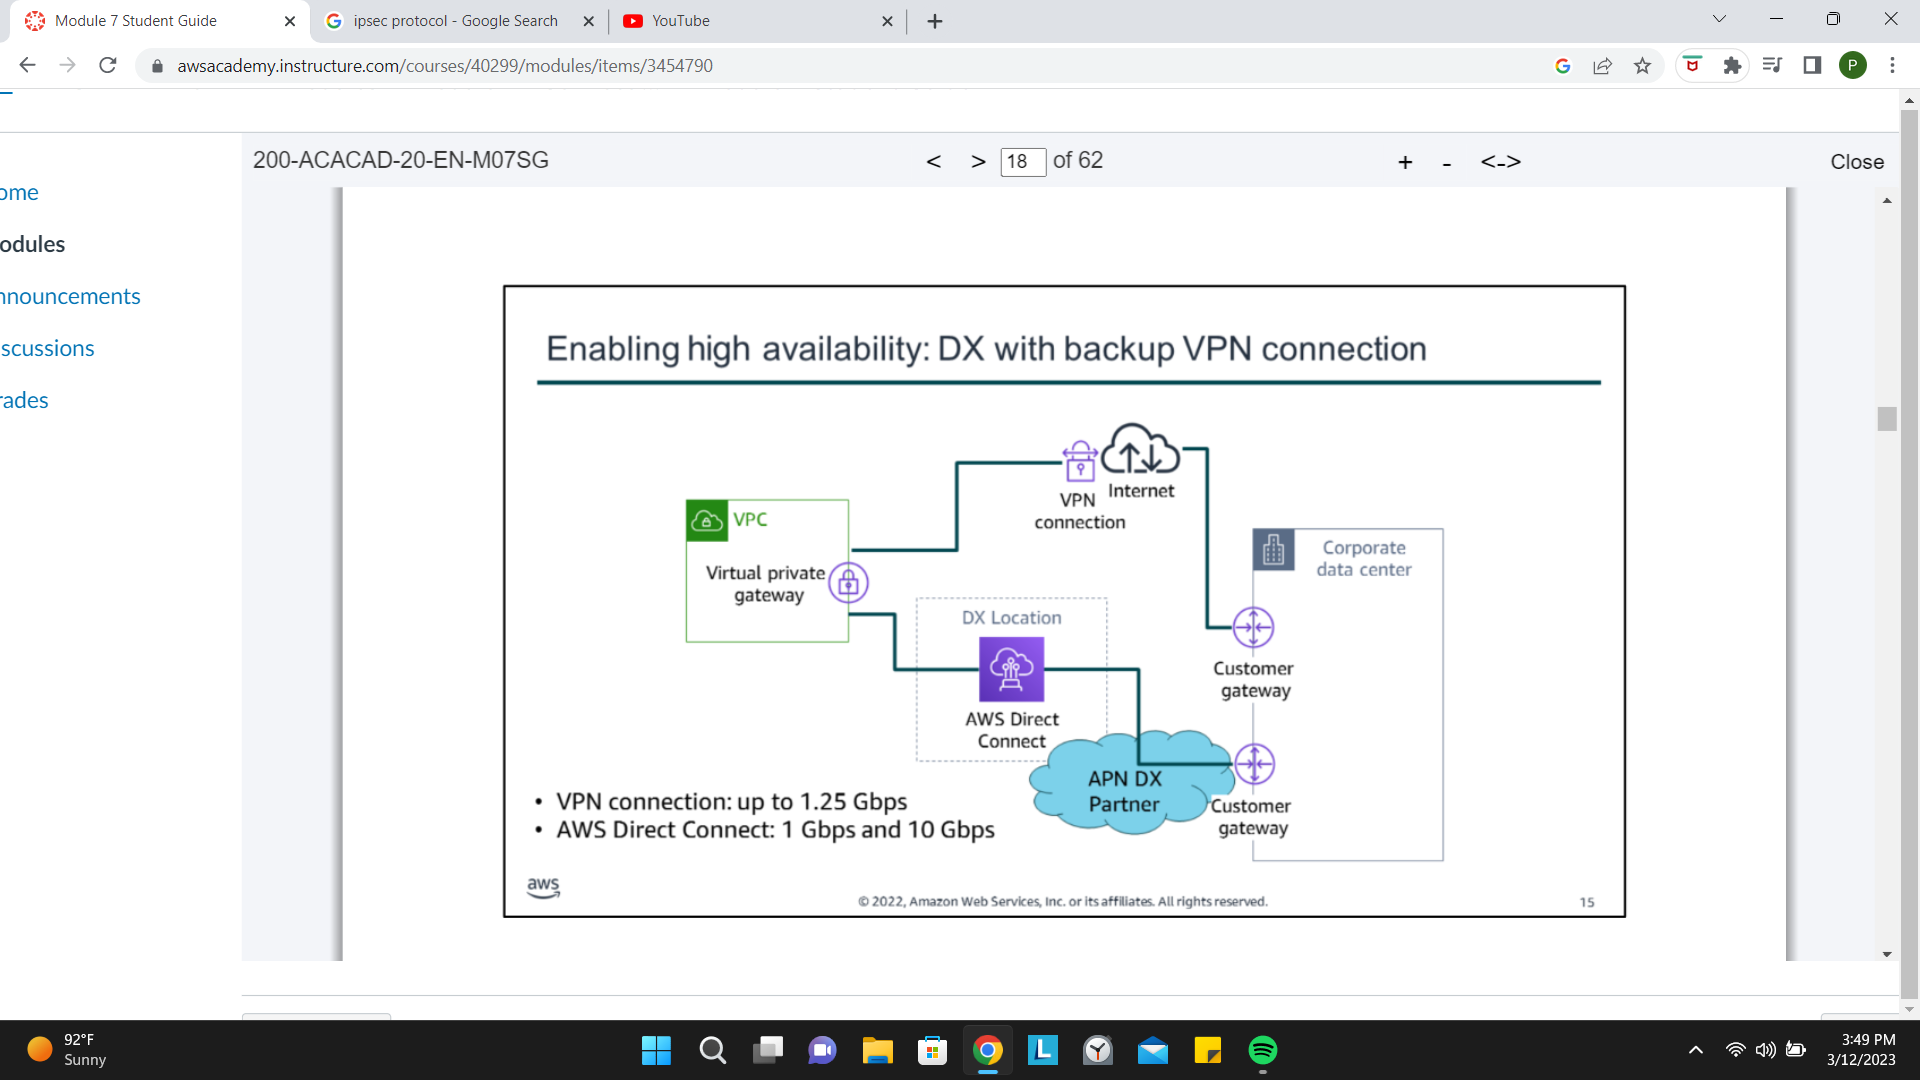 Module 7 Student Guide
ipsec protocol - Google Search
YouTube
awsacademy.instructure.com/courses/40299/modules/items/3454790
P
200-ACACAD-20-EN-M07SG
< > 18 of 62
+ - <->
Close
ome
odules
nnouncements
scussions
rades
Enabling high availability: DX with backup VPN connection
Internet
VPN
connection
VPC
Virtual private
gateway
Corporate
data center
DX Location
AWS Direct
Connect
Customer
gateway
APN DX
Partner
Customer
gateway
• VPN connection: up to 1.25 Gbps
• AWS Direct Connect: 1 Gbps and 10 Gbps
aws
© 2022, Amazon Web Services, Inc. or its affiliates. All rights reserved.
15
92°F
Sunny
L
3:49 PM
3/12/2023